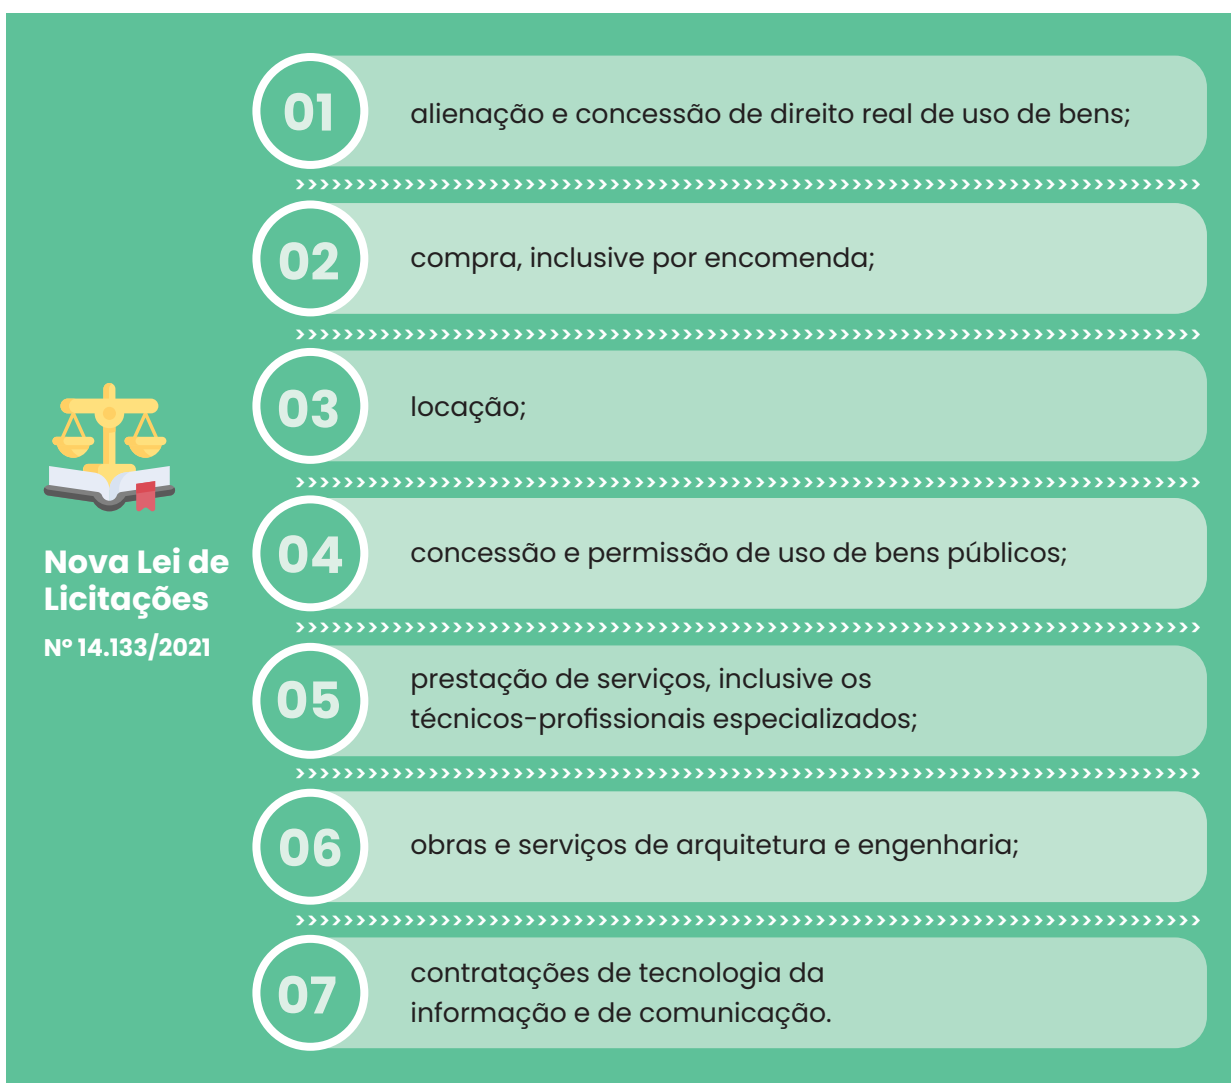 Nova Lei de
Licitações
Nº 14.133/2021
01
alienação e concessão de direito real de uso de bens;
02
compra, inclusive por encomenda;
03
locação;
04
concessão e permissão de uso de bens públicos;
05
prestação de serviços, inclusive os
técnicos-profissionais especializados;
06
obras e serviços de arquitetura e engenharia;
07
contratações de tecnologia da
informação e de comunicação.